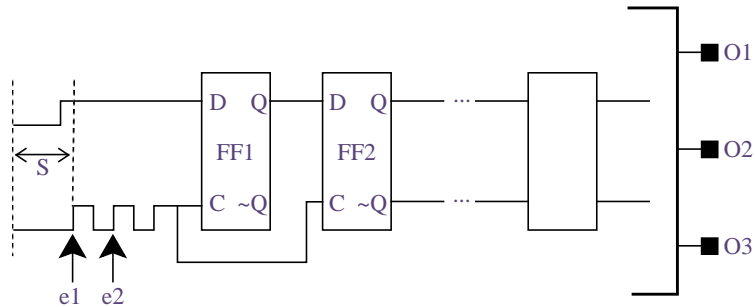 O1
D Q D Q ...
FF1 FF2 O2
S
C ~Q C ~Q ...
O3
e1 e2